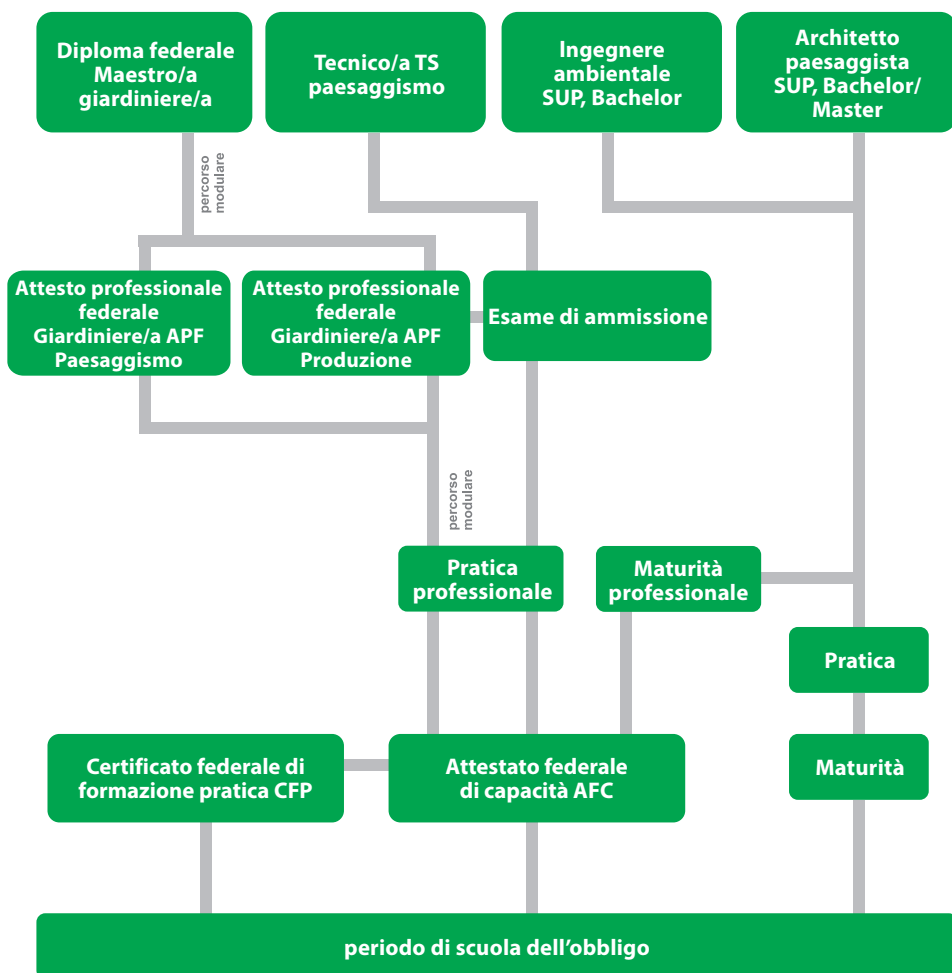 Diploma federale
Maestro/a
giardiniere/a
Tecnico/a TS
paesaggismo
Ingegnere
ambientale
SUP, Bachelor
Architetto
paesaggista
SUP, Bachelor/
Master
percorso
modulare
Attesto professionale
federale
Giardiniere/a APF
Paesaggismo
Attesto professionale
federale
Giardiniere/a APF
Produzione
Esame di ammissione
percorso
modulare
Pratica
professionale
Maturità
professionale
Pratica
Certificato federale di
formazione pratica CFP
Attestato federale
di capacità AFC
Maturità
periodo di scuola dell’obbligo